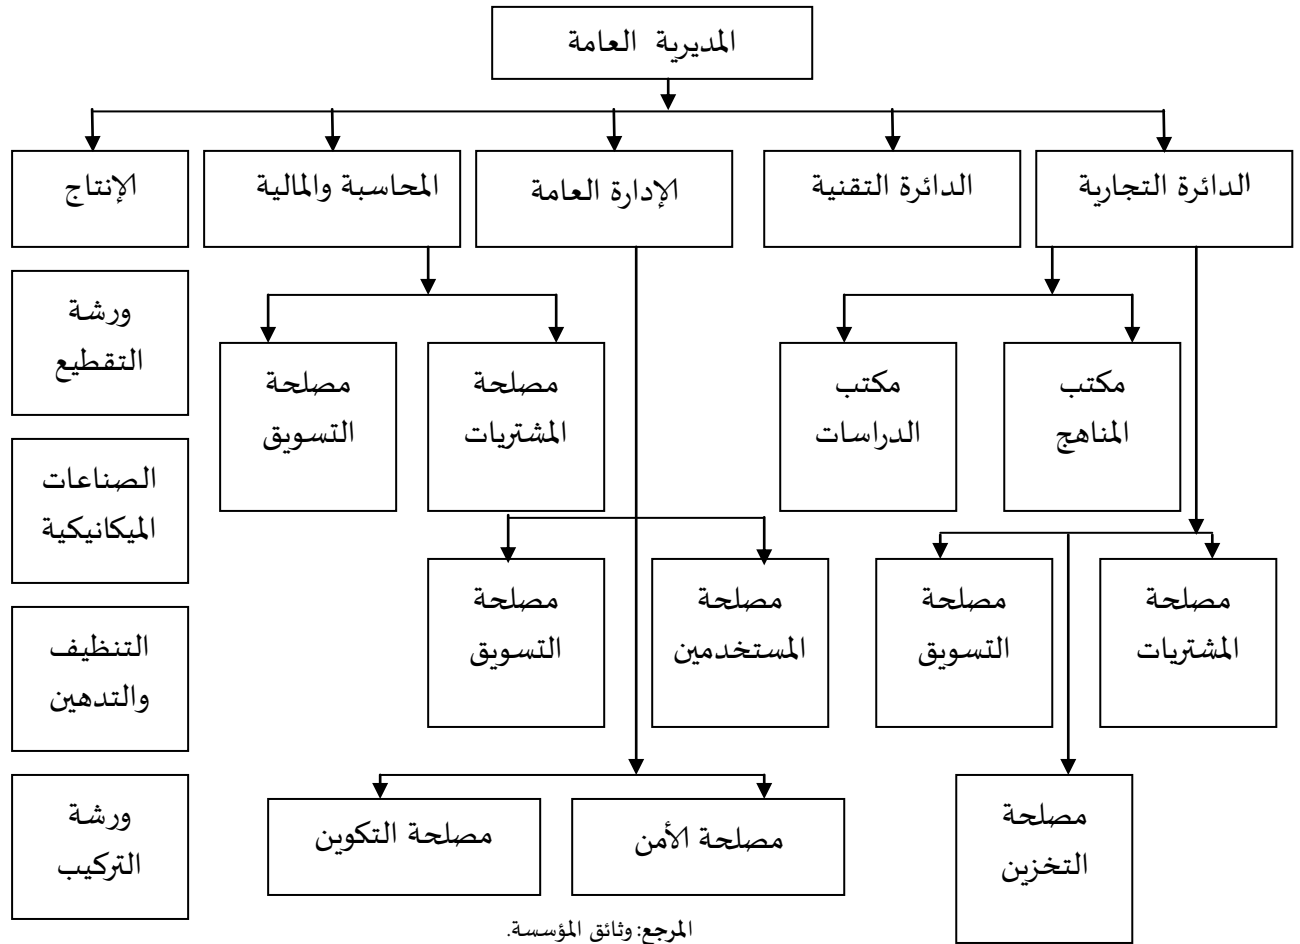 المديرية العامة
الدائرة التجارية
الدائرة التقنية
الإدارة العامة
المحاسبة والمالية
الإنتاج
ورشة
التقطيع
مكتب
المناهج
مكتب
الدراسات
مصلحة
المشتريات
مصلحة
التسويق
الصناعات
الميكانيكية
مصلحة
المشتريات
مصلحة
التسويق
مصلحة
المستخدمين
مصلحة
التسويق
التنظيف
والتدهين
مصلحة
التخزين
مصلحة الأمن
مصلحة التكوين
ورشة
التركيب
المرجع: وثائق المؤسسة.